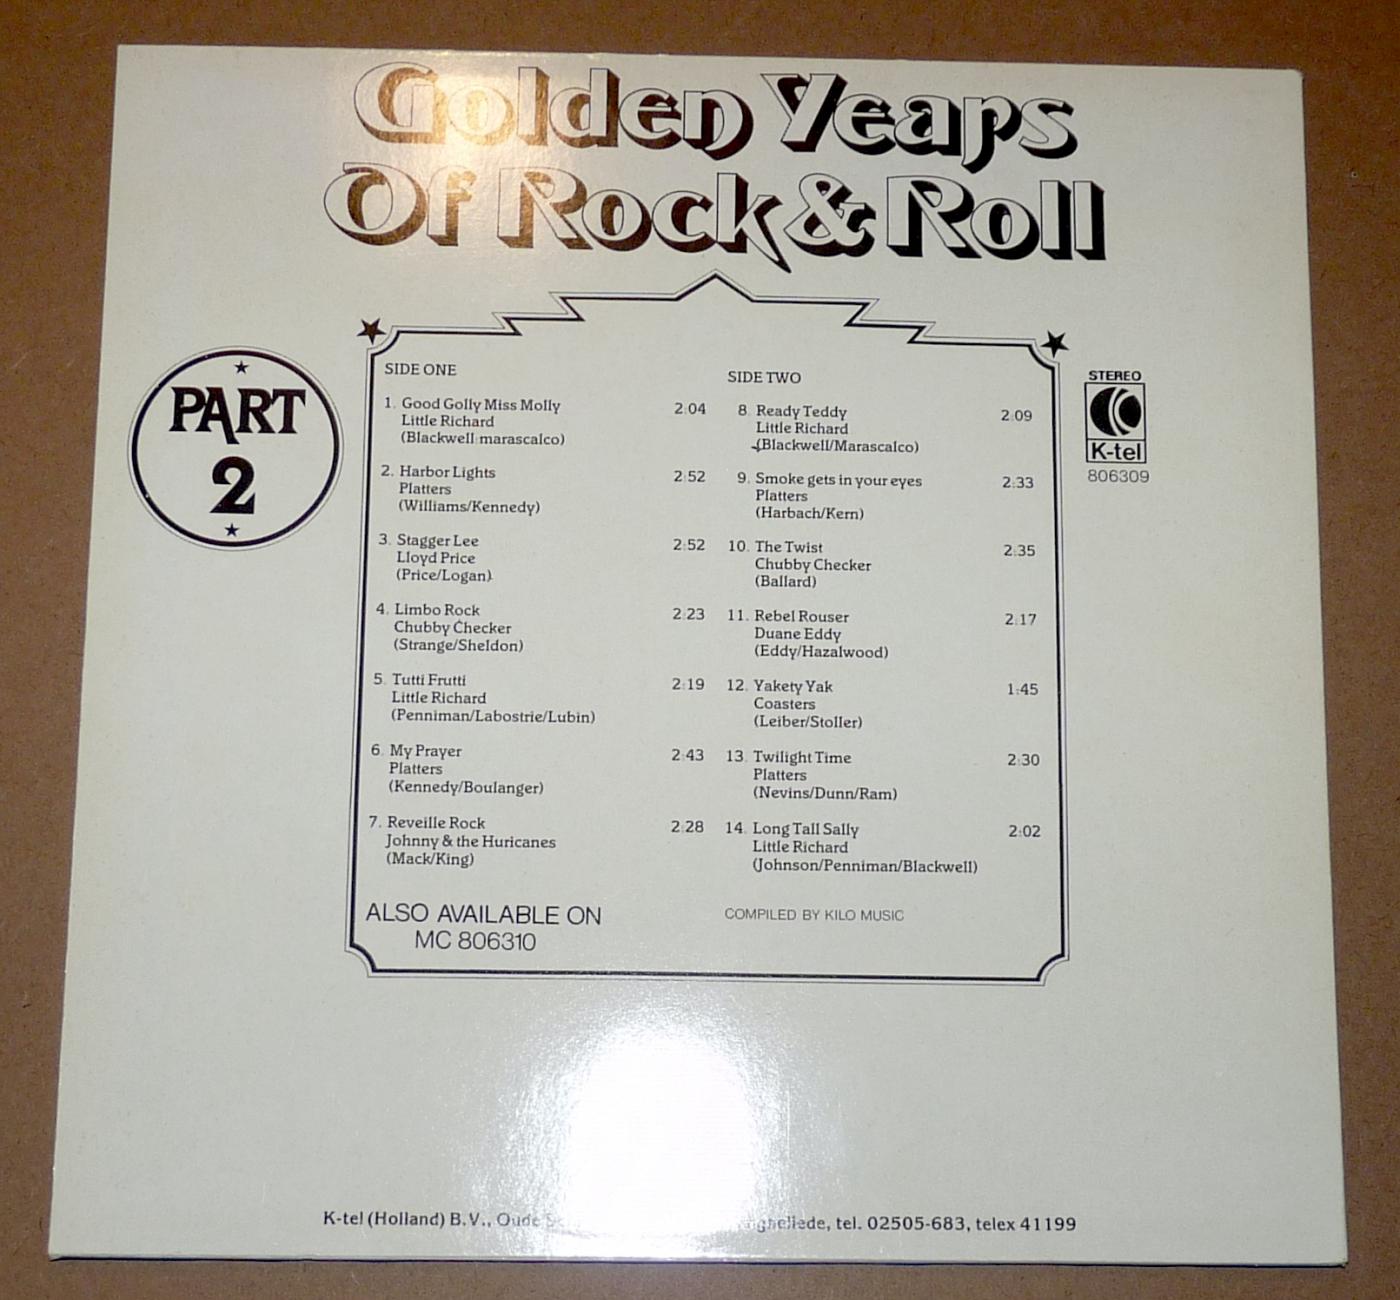 Golden Years
Of Rock & Roll
PART
2
SIDE ONE
1. Good Golly Miss Molly 2:04
Little Richard
(Blackwell marascalco)
2. Harbor Lights 2:52
Platters
(Williams/Kennedy)
3. Stagger Lee 2:52
Lloyd Price
(Price/Logan)
4. Limbo Rock 2:23
Chubby Checker
(Strange/Sheldon)
5. Tutti Frutti 2:19
Little Richard
(Penniman/Labostrie/Lubin)
6. My Prayer 2:43
Platters
(Kennedy/Boulanger)
7. Reveille Rock 2:28
Johnny & the Huricanes
(Mack/King)
ALSO AVAILABLE ON
MC 806310
SIDE TWO
8. Ready Teddy 2:09
Little Richard
(Blackwell/Marascalco)
9. Smoke gets in your eyes 2:33
Platters
(Harbach/Kern)
10. The Twist 2:35
Chubby Checker
(Ballard)
11. Rebel Rouser 2:17
Duane Eddy
(Eddy/Hazalwood)
12. Yakety Yak 1:45
Coasters
(Leiber/Stoller)
13. Twilight Time 2:30
Platters
(Nevins/Dunn/Ram)
14. Long Tall Sally 2:02
Little Richard
(Johnson/Penniman/Blackwell)
COMPILED BY KILO MUSIC
STEREO
K-tel
806309
K-tel (Holland) B.V., Oude tel. 02505-683, telex 41199